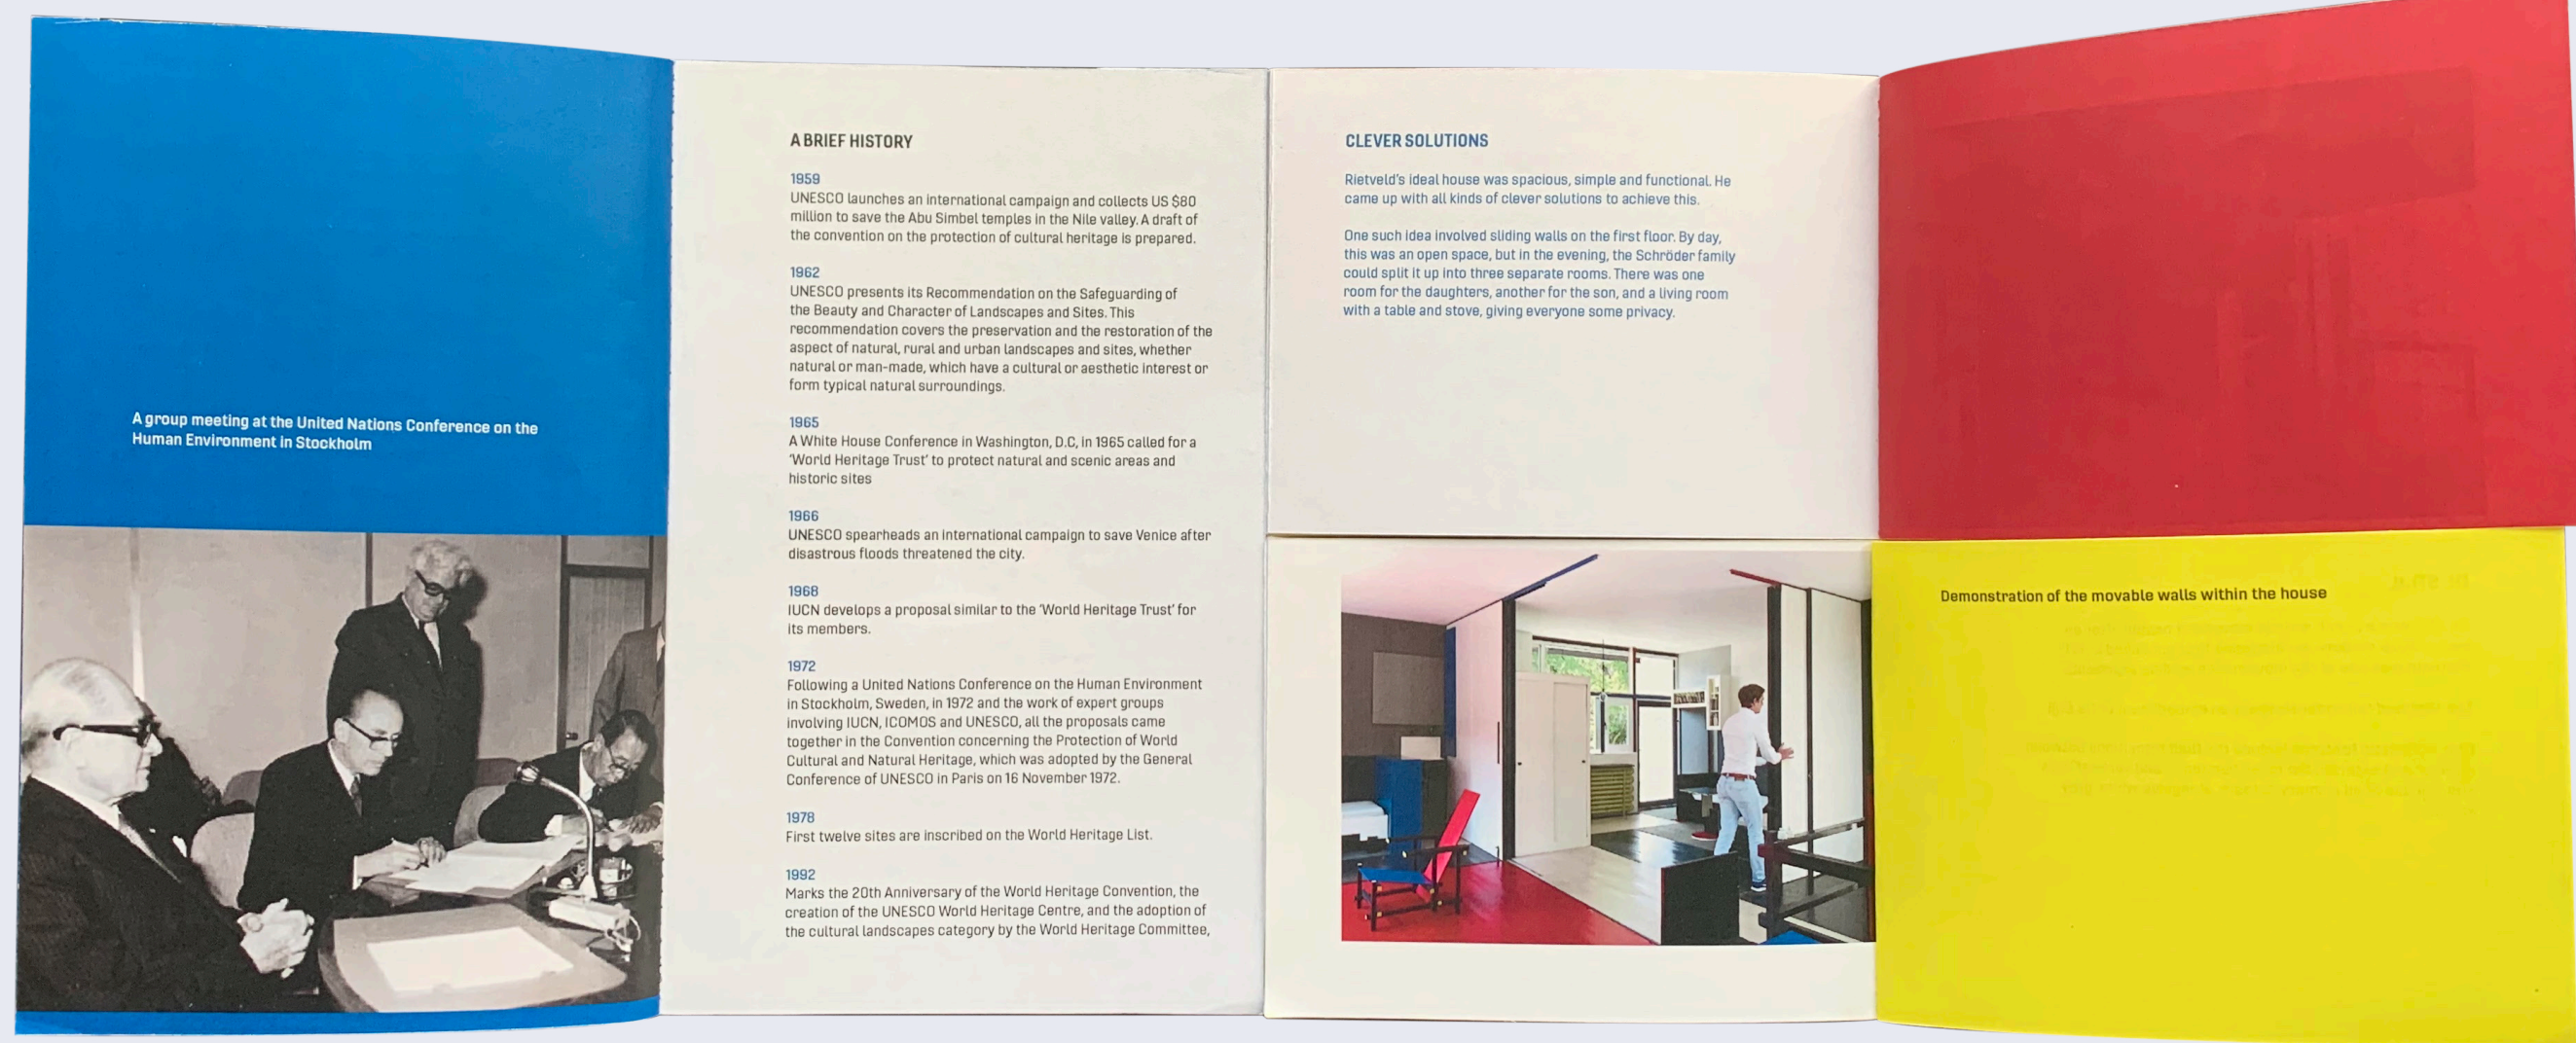 A group meeting at the United Nations Conference on the
Human Environment in Stockholm
A BRIEF HISTORY
1959
UNESCO launches an international campaign and collects US $80
million to save the Abu Simbel temples in the Nile valley. A draft of
the convention on the protection of cultural heritage is prepared.
1962
UNESCO presents its Recommendation on the Safeguarding of
the Beauty and Character of Landscapes and Sites. This
recommendation covers the preservation and the restoration of the
aspect of natural, rural and urban landscapes and sites, whether
natural or man-made, which have a cultural or aesthetic interest or
form typical natural surroundings.
1965
A White House Conference in Washington, D.C, in 1965 called for a
‘World Heritage Trust’ to protect natural and scenic areas and
historic sites
1966
UNESCO spearheads an international campaign to save Venice after
disastrous floods threatened the city.
1968
IUCN develops a proposal similar to the ‘World Heritage Trust’ for
its members.
1972
Following a United Nations Conference on the Human Environment
in Stockholm, Sweden, in 1972 and the work of expert groups
involving IUCN, ICOMOS and UNESCO, all the proposals came
together in the Convention concerning the Protection of World
Cultural and Natural Heritage, which was adopted by the General
Conference of UNESCO in Paris on 16 November 1972.
1978
First twelve sites are inscribed on the World Heritage List.
1992
Marks the 20th Anniversary of the World Heritage Convention, the
creation of the UNESCO World Heritage Centre, and the adoption of
the cultural landscapes category by the World Heritage Committee,
CLEVER SOLUTIONS
Rietveld's ideal house was spacious, simple and functional. He
came up with all kinds of clever solutions to achieve this.
One such idea involved sliding walls on the first floor. By day,
this was an open space, but in the evening, the Schröder family
could split it up into three separate rooms. There was one
room for the daughters, another for the son, and a living room
with a table and stove, giving everyone some privacy.
Demonstration of the movable walls within the house